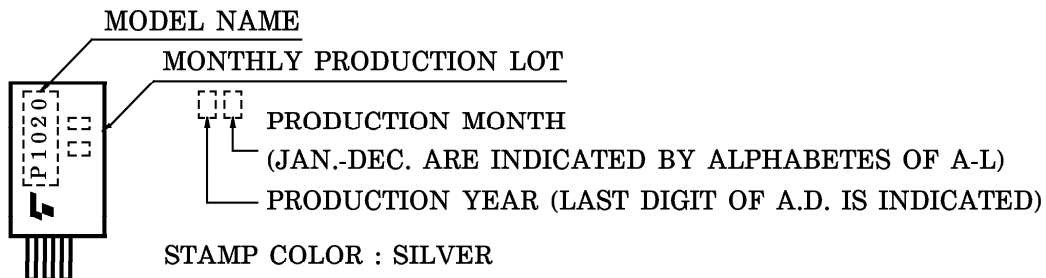 MODEL NAME
MONTHLY PRODUCTION LOT
P1020
PRODUCTION MONTH
(JAN.-DEC. ARE INDICATED BY ALPHABETES OF A-L)
PRODUCTION YEAR (LAST DIGIT OF A.D. IS INDICATED)
STAMP COLOR : SILVER